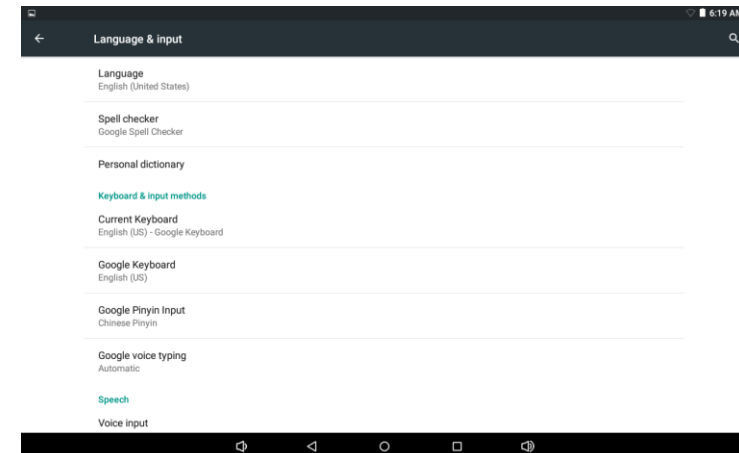 6:19 AM
Language & input
Language
English (United States)
Spell checker
Google Spell Checker
Personal dictionary
Keyboard & input methods
Current Keyboard
English (US) - Google Keyboard
Google Keyboard
English (US)
Google Pinyin Input
Chinese Pinyin
Google voice typing
Automatic
Speech
Voice input